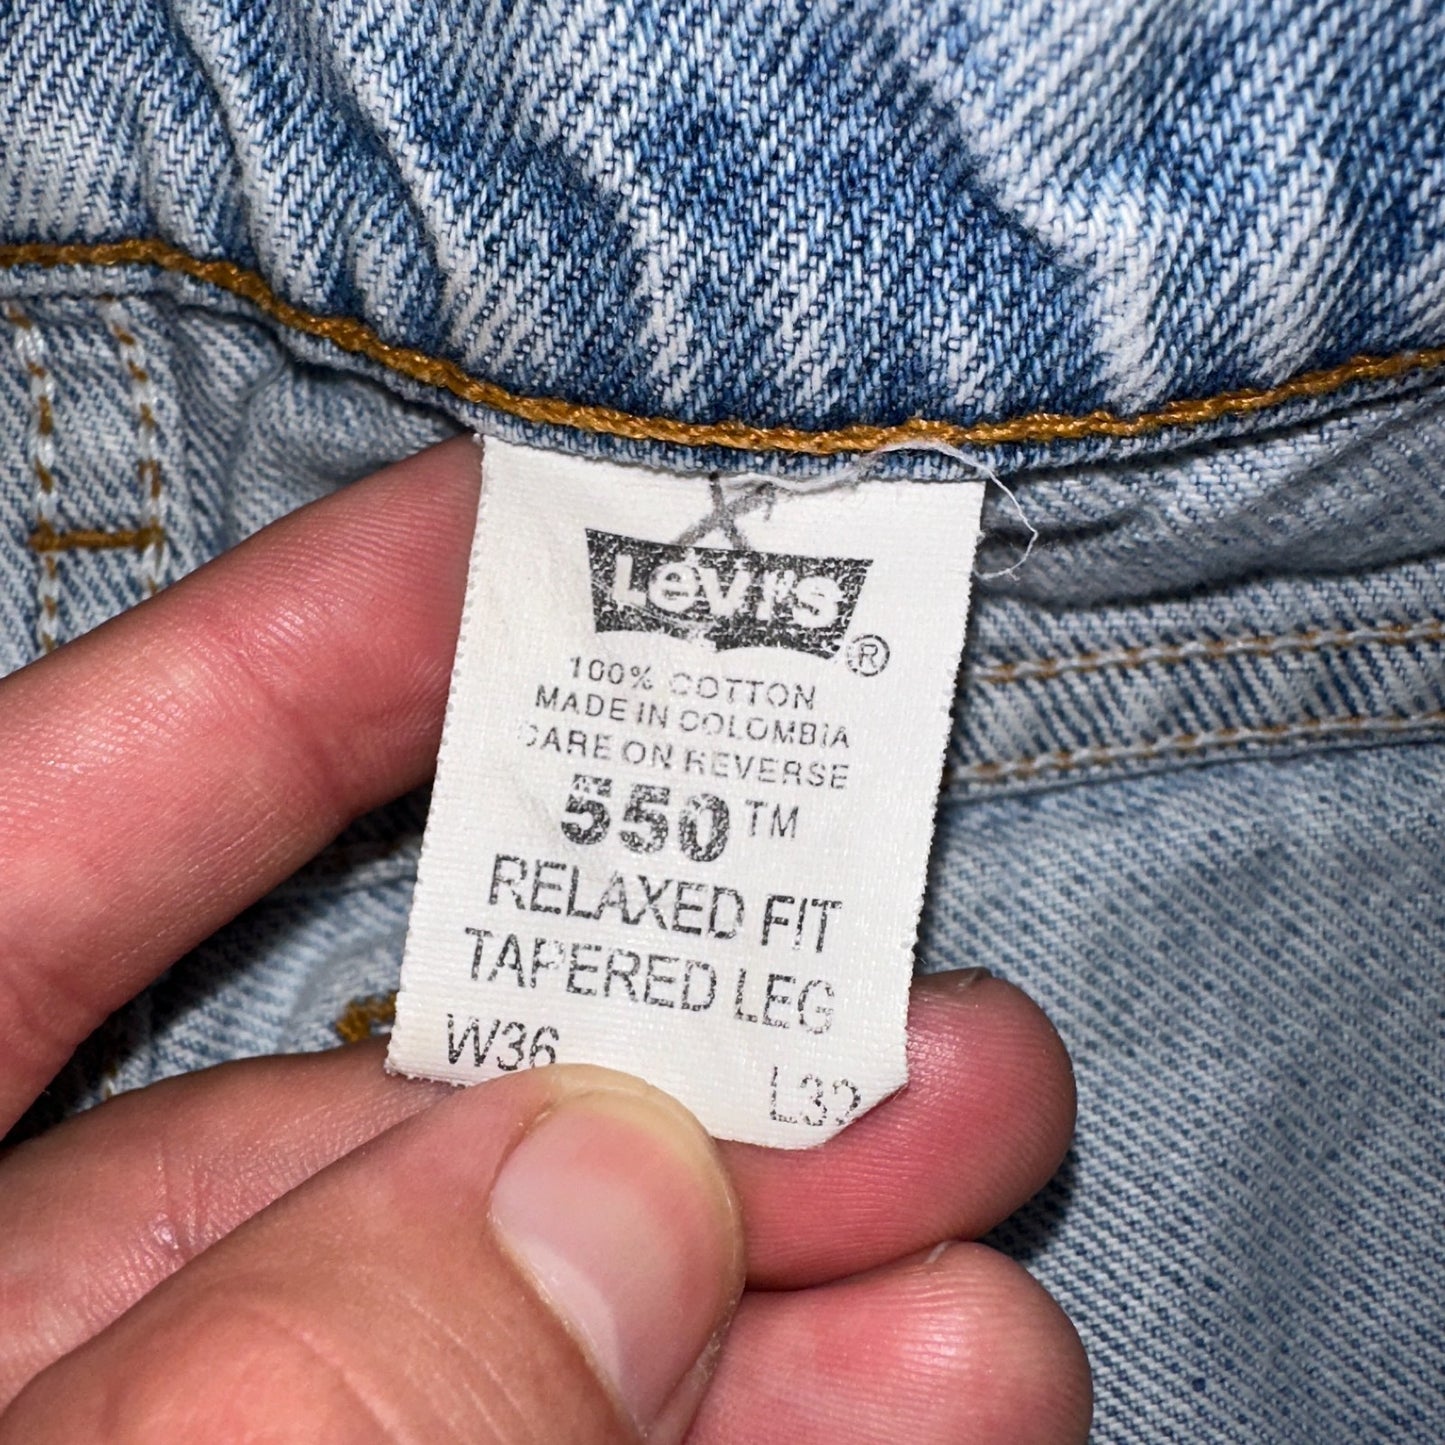 Levi's ®
100% COTTON
MADE IN COLOMBIA
CARE ON REVERSE
550™
RELAXED FIT
TAPERED LEG
W36 L32